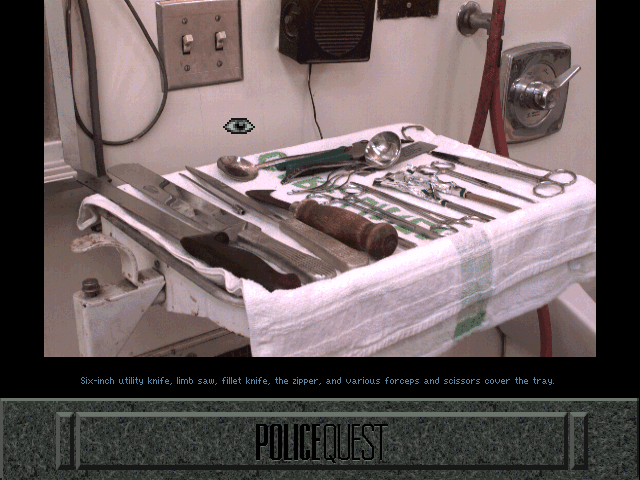 Six-inch utility knife, limb saw, fillet knife, the zipper, and various forceps and scissors cover the tray.
POLICEQUEST